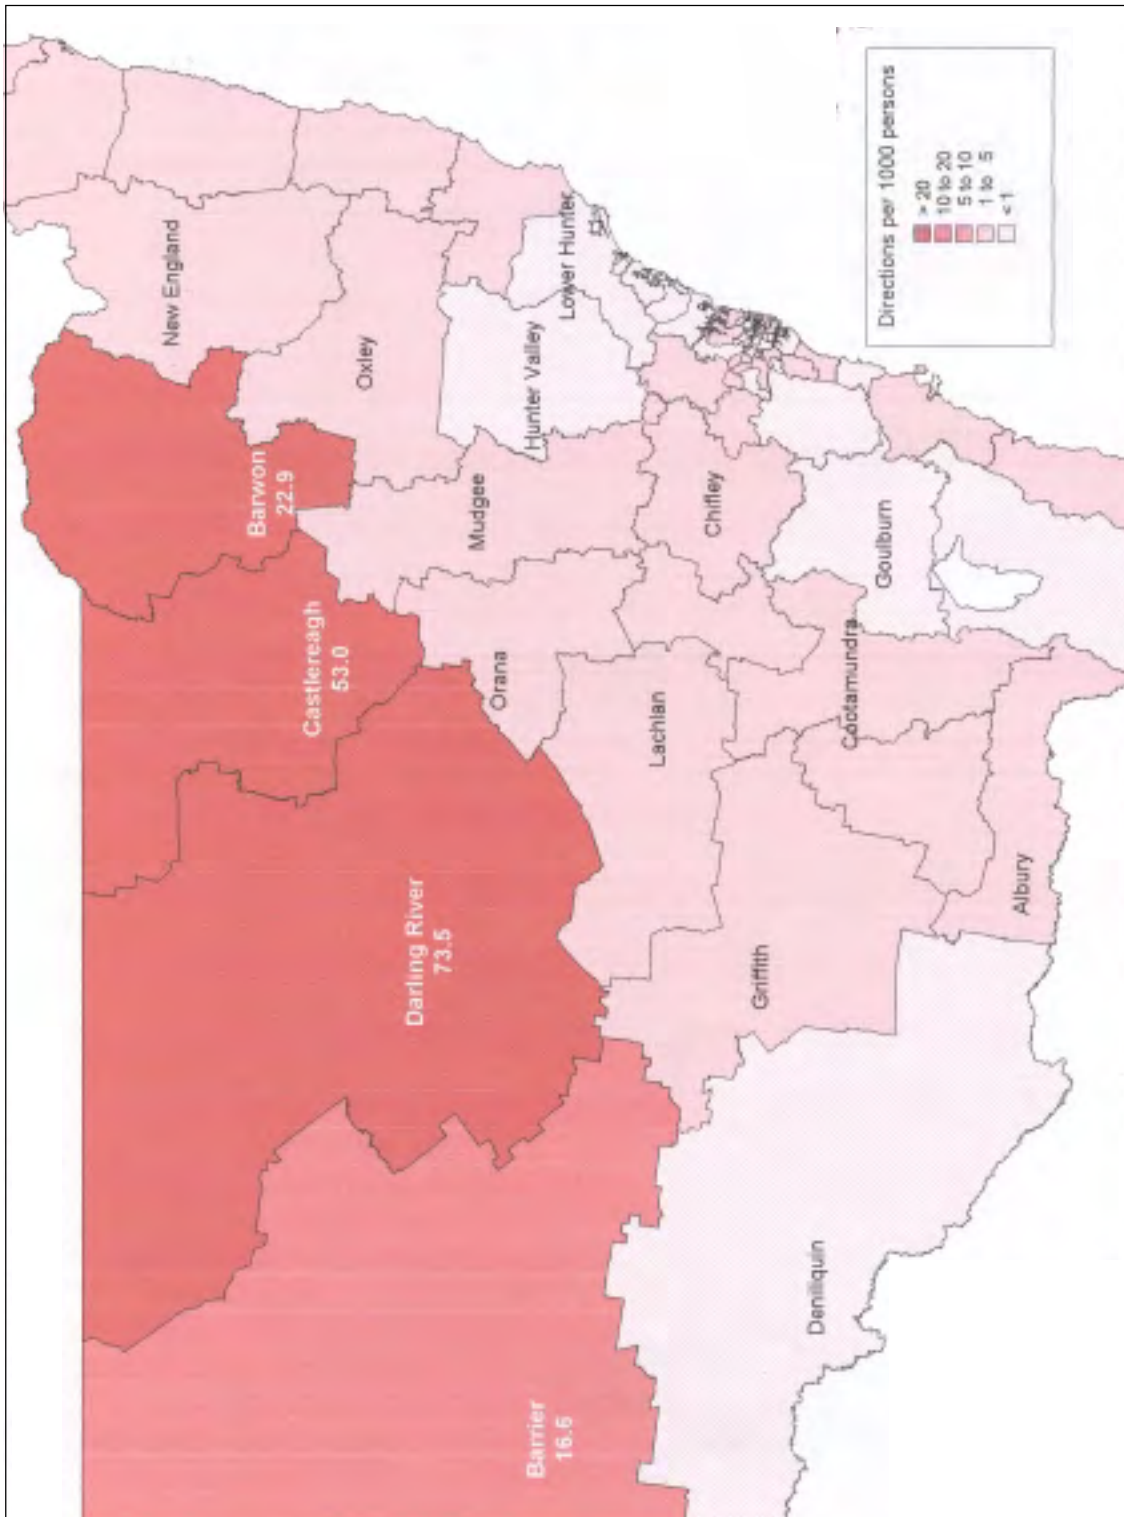 New England
Barwon
22.9
Oxley
Lower Hunter
Hunter Valley
Castlereagh
53.0
Mudgee
Orana
Chifley
Darling River
73.5
Lachlan
Goulburn
Cootamundra
Griffith
Albury
Barrier
16.6
Deniliquin
Directions per 1000 persons
> 20
10 to 20
5 to 10
1 to 5
< 1